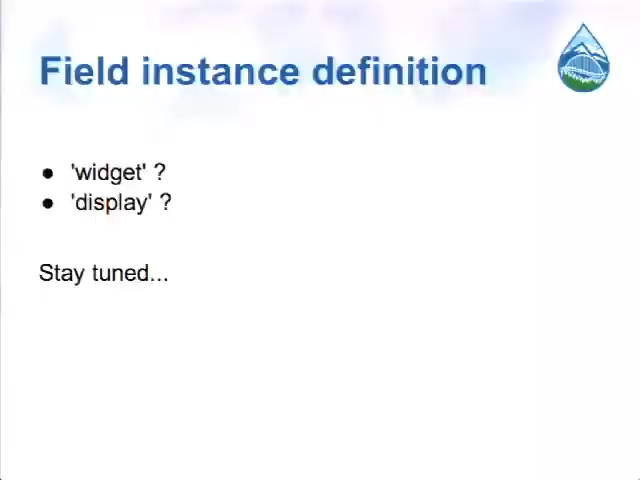 Field instance definition
● 'widget' ?
● 'display' ?
Stay tuned...